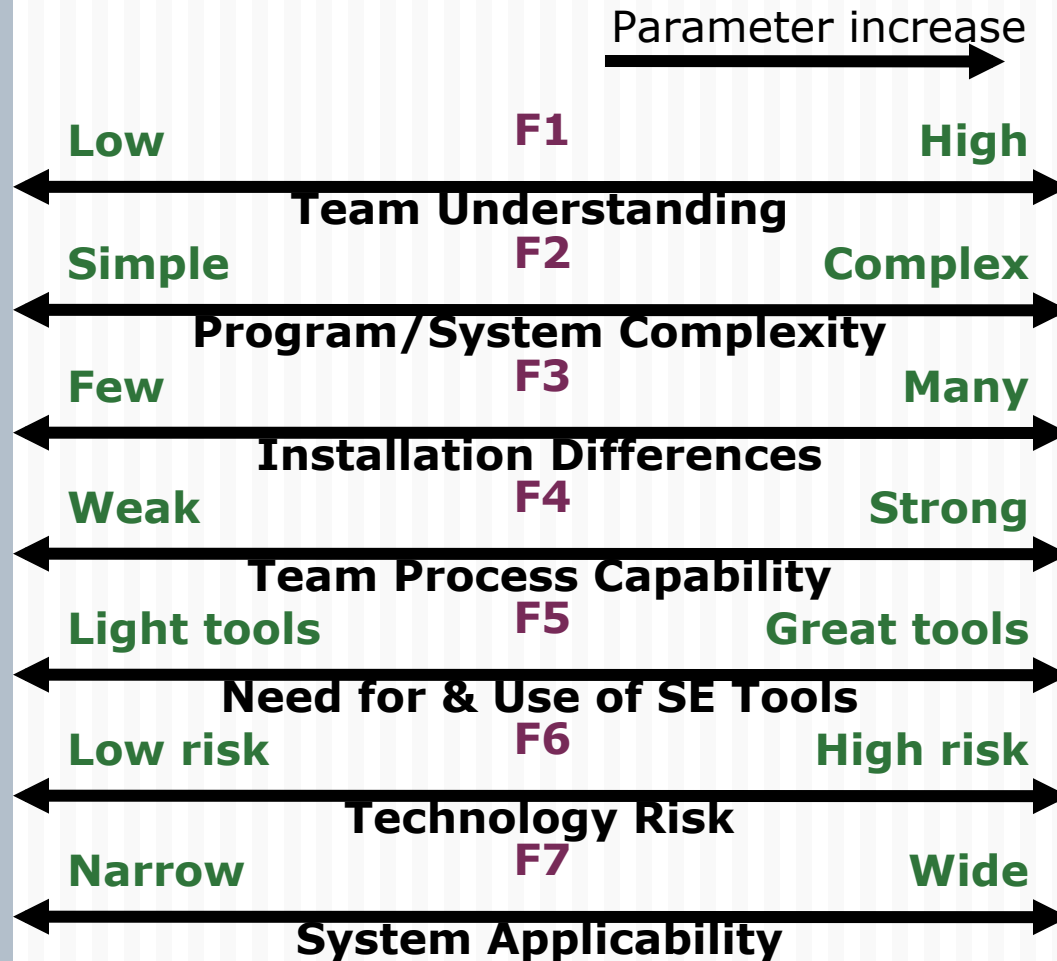 Parameter increase
Low F1 High
Team Understanding
Simple F2 Complex
Program/System Complexity
Few F3 Many
Installation Differences
Weak F4 Strong
Team Process Capability
Light tools F5 Great tools
Need for & Use of SE Tools
Low risk F6 High risk
Technology Risk
Narrow F7 Wide
System Applicability